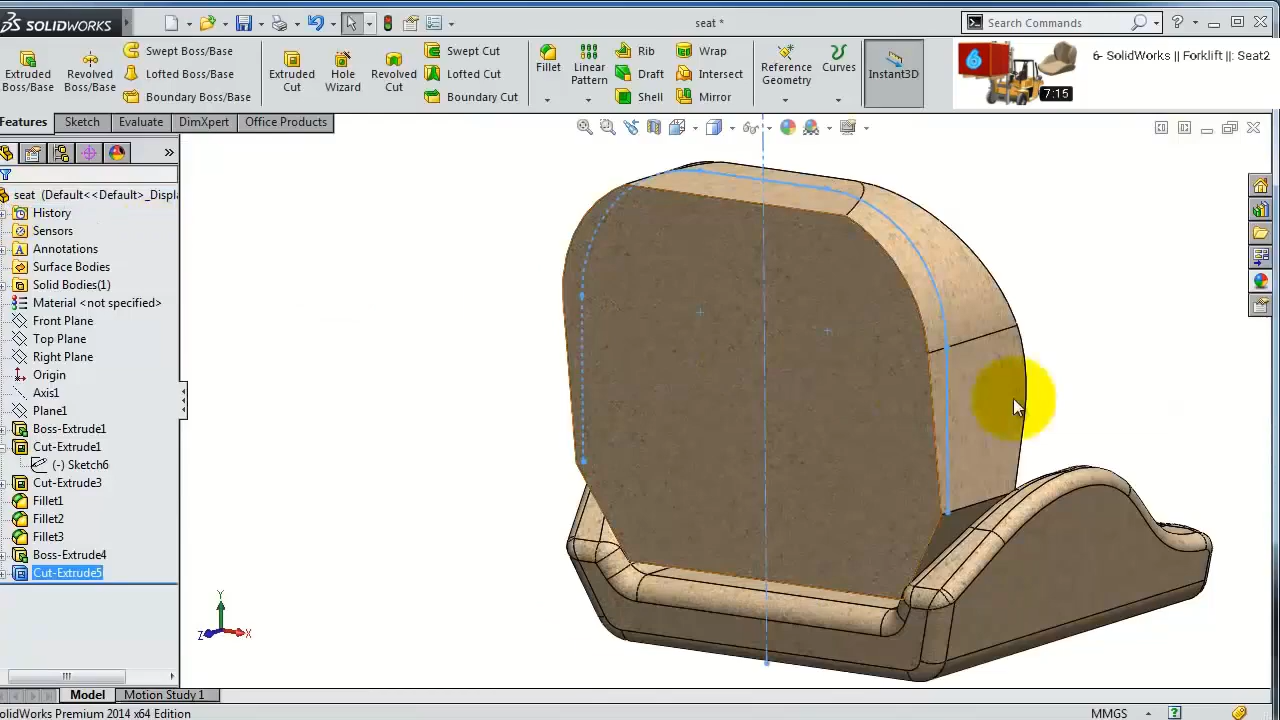 SOLIDWORKS
seat *
Search Commands
Extruded Boss/Base
Revolved Boss/Base
Swept Boss/Base
Lofted Boss/Base
Boundary Boss/Base
Extruded Cut
Hole Wizard
Revolved Cut
Swept Cut
Lofted Cut
Boundary Cut
Fillet
Linear Pattern
Rib
Draft
Shell
Wrap
Intersect
Mirror
Reference Geometry
Curves
Instant3D
6
6- SolidWorks || Forklift ||: Seat2
7:15
Features
Sketch
Evaluate
DimXpert
Office Products
seat (Default<<Default>_Displ
History
Sensors
Annotations
Surface Bodies
Solid Bodies(1)
Material <not specified>
Front Plane
Top Plane
Right Plane
Origin
Axis1
Plane1
Boss-Extrude1
Cut-Extrude1
(-) Sketch6
Cut-Extrude3
Fillet1
Fillet2
Fillet3
Boss-Extrude4
Cut-Extrude5
Y
Z
X
Model
Motion Study 1
SolidWorks Premium 2014 x64 Edition
MMGS